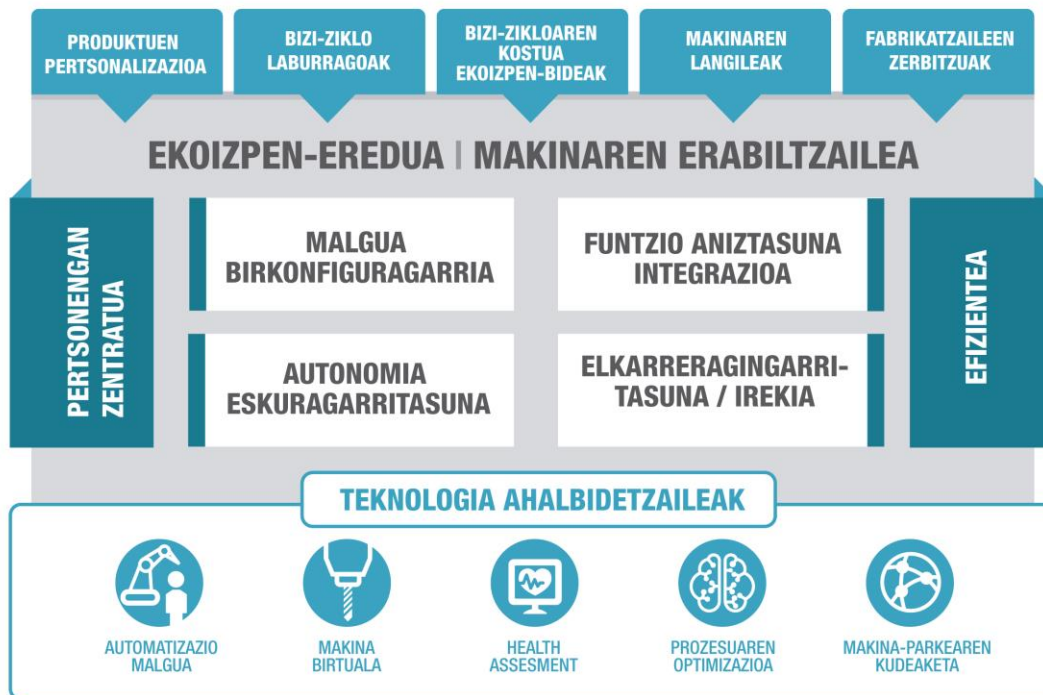 PRODUKTUEN
PERTSONALIZAZIOA
BIZI-ZIKLO
LABURRAGOAK
BIZI-ZIKLOAREN
KOSTUA
EKOIZPEN-BIDEAK
MAKINAREN
LANGILEAK
FABRIKATZAILEEN
ZERBITZUAK
EKOIZPEN-EREDUA | MAKINAREN ERABILTZAILEA
PERTSONENGAN
ZENTRATUA
MALGUA
BIRKONFIGURAGARRIA
FUNTZIO ANIZTASUNA
INTEGRAZIOA
AUTONOMIA
ESKURAGARRITASUNA
ELKARRERAGINGARRI-
TASUNA / IREKIA
EFIZIENTEA
TEKNOLOGIA AHALBIDETZAILEAK
AUTOMATIZAZIO
MALGUA
MAKINA
BIRTUALA
HEALTH
ASSESMENT
PROZESUAREN
OPTIMIZAZIOA
MAKINA-PARKEAREN
KUDEAKETA